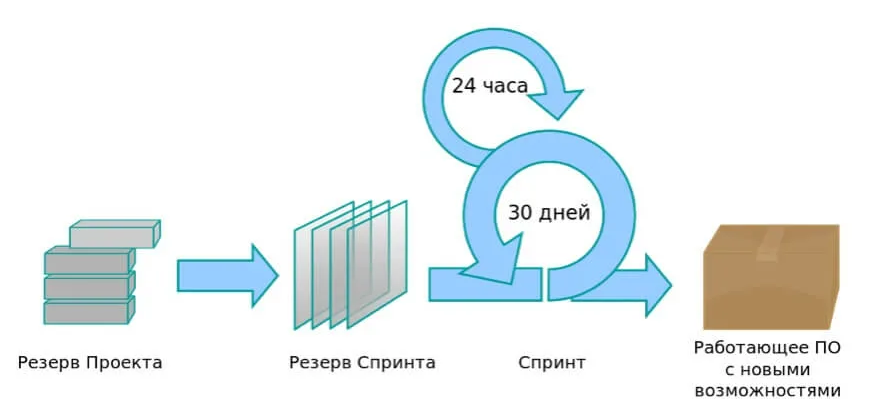 24 часа
30 дней
Резерв Проекта
Резерв Спринта
Спринт
Работающее ПО
с новыми
возможностями